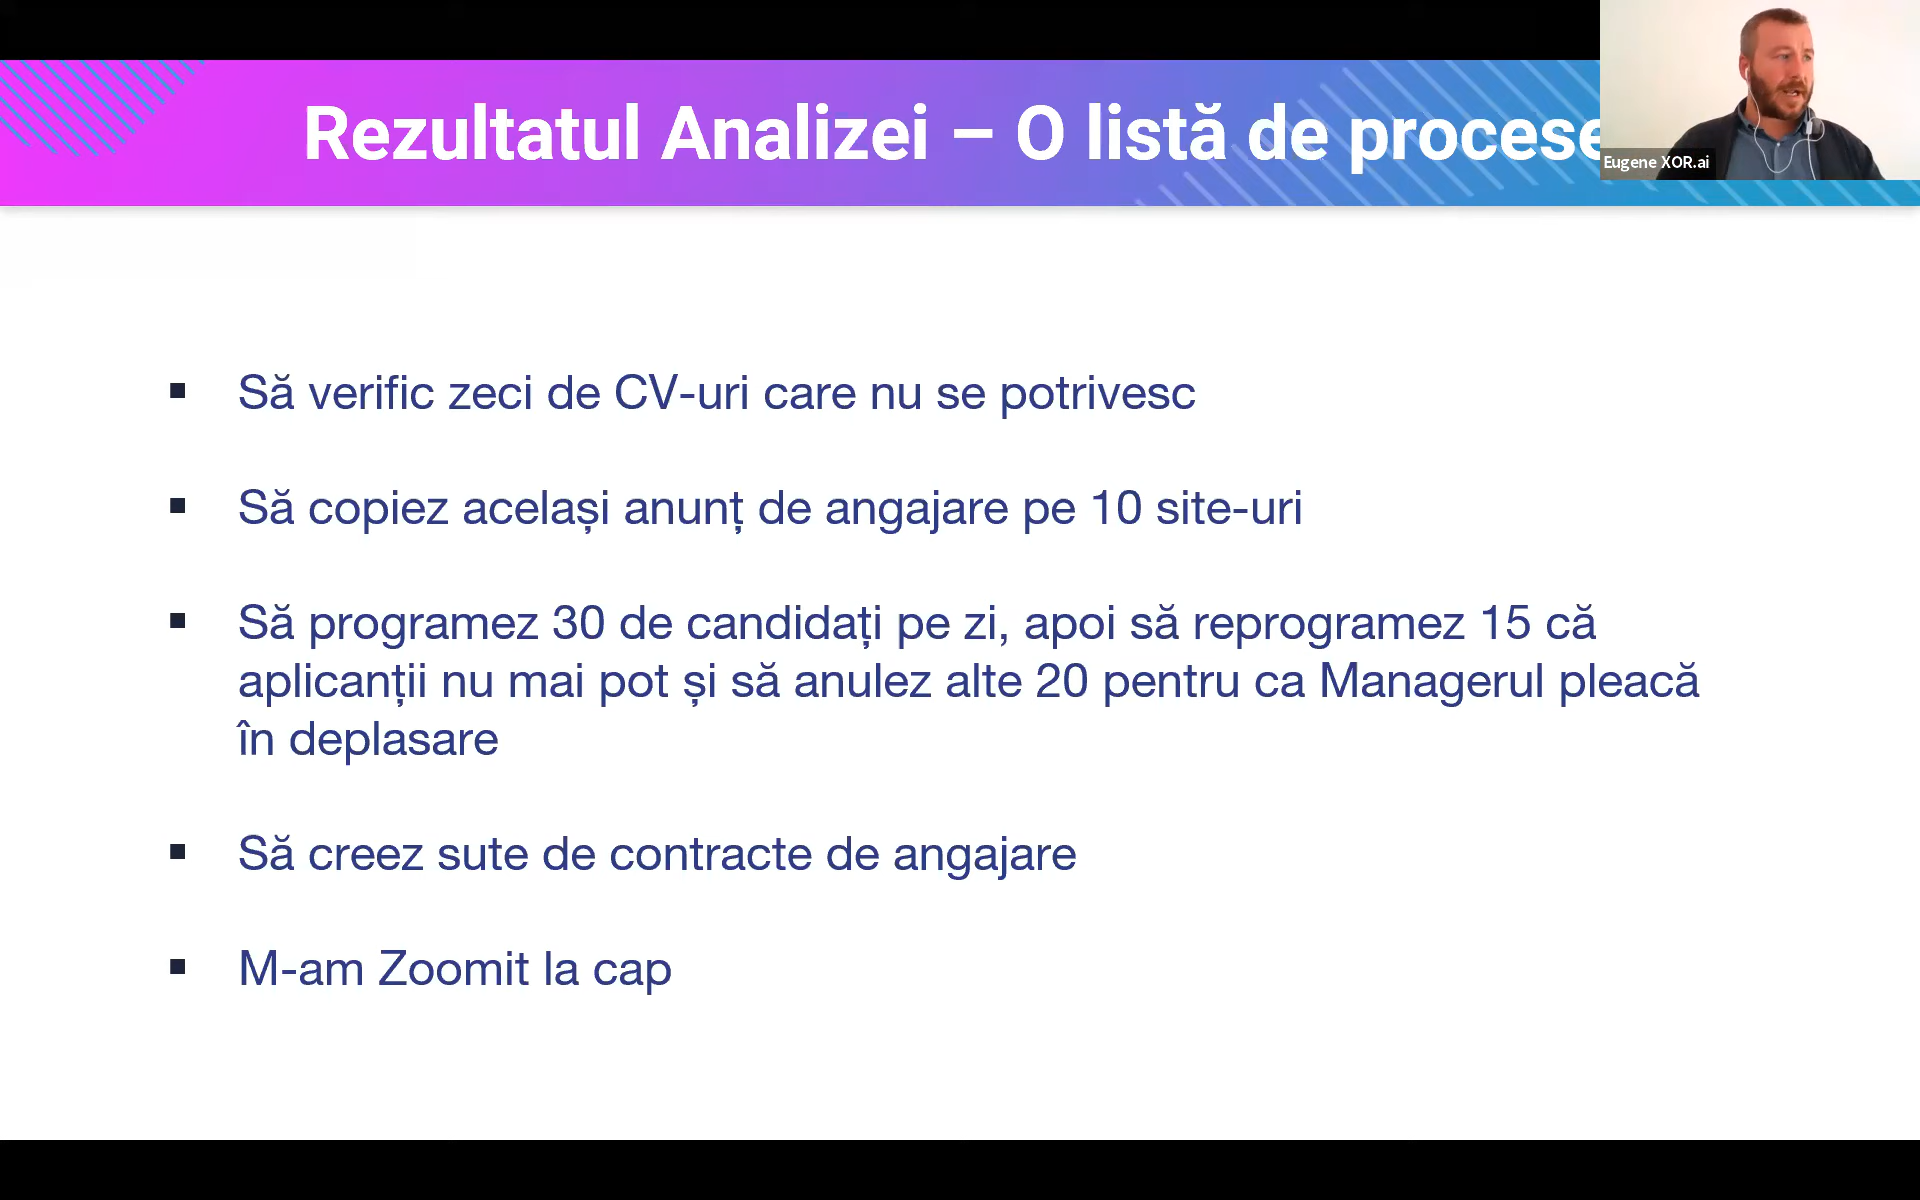 Rezultatul Analizei – O listă de procese
Eugene XOR.ai
▪ Să verific zeci de CV-uri care nu se potrivesc
▪ Să copiez același anunț de angajare pe 10 site-uri
▪ Să programez 30 de candidați pe zi, apoi să reprogramez 15 că
aplicanții nu mai pot și să anulez alte 20 pentru ca Managerul pleacă
în deplasare
▪ Să creez sute de contracte de angajare
▪ M-am Zoomit la cap